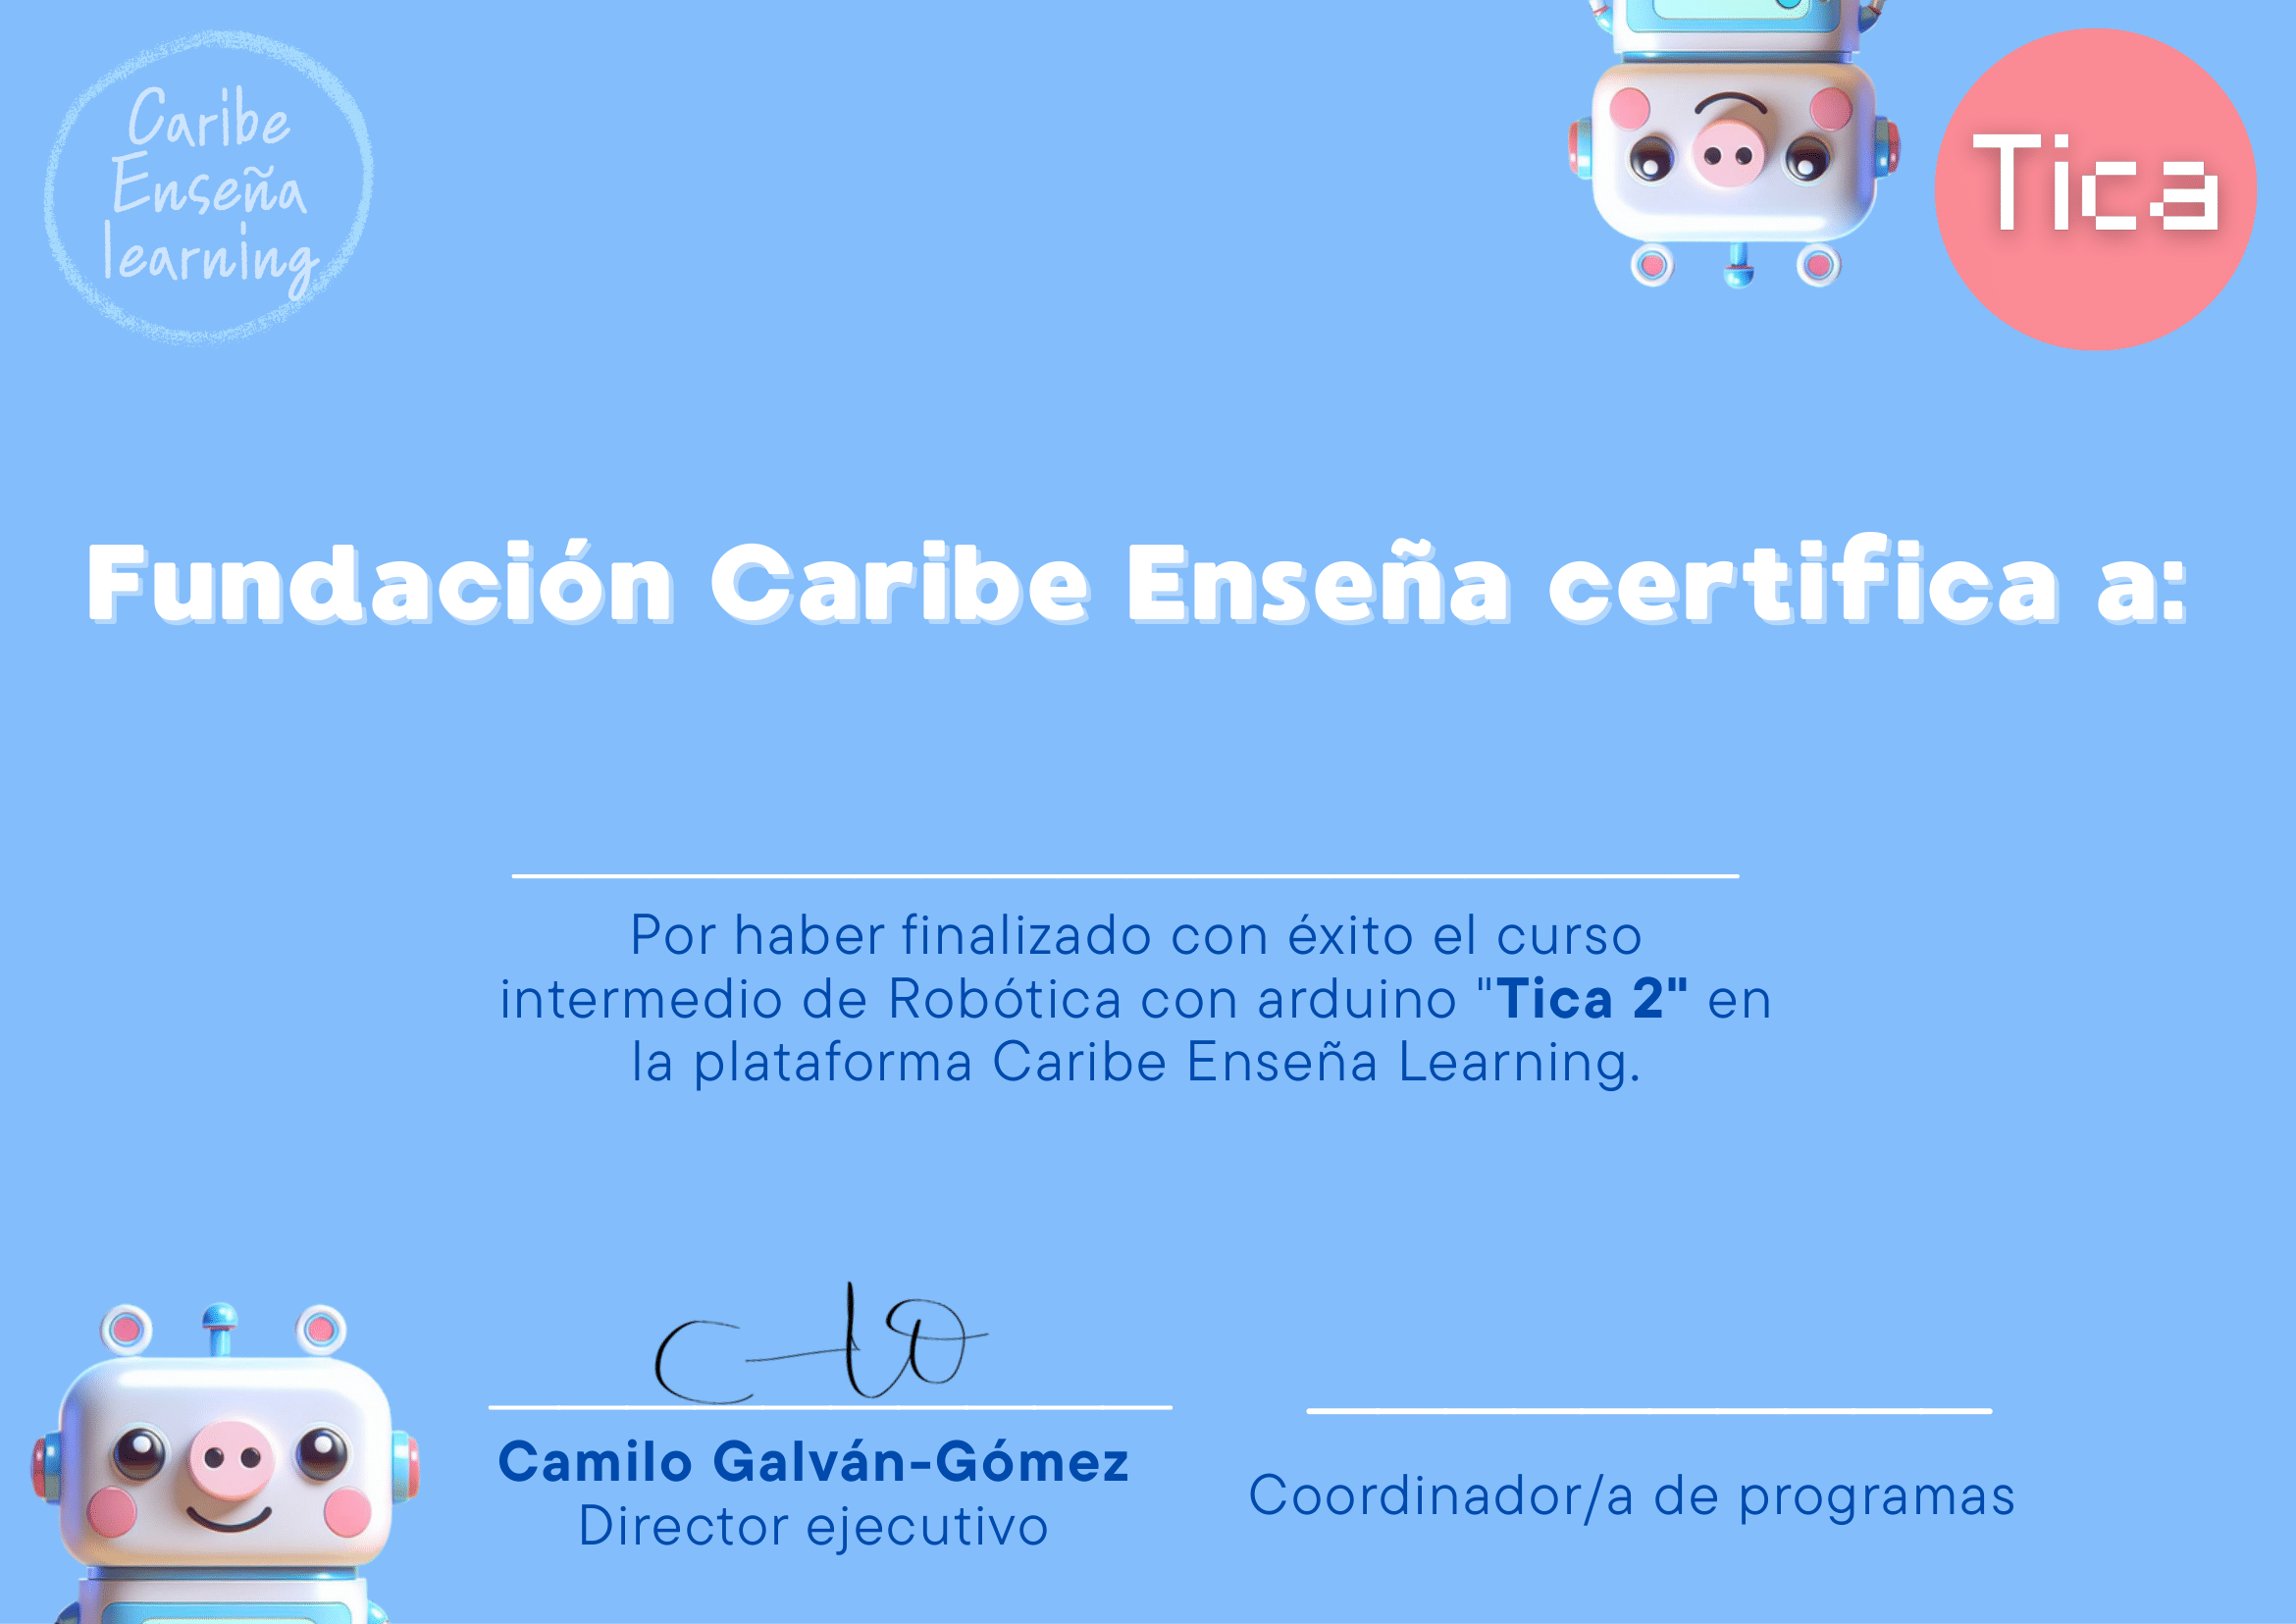 Caribe
Enseña
learning
Tica
Fundación Caribe Enseña certifica a:
Por haber finalizado con éxito el curso
intermedio de Robótica con arduino "Tica 2" en
la plataforma Caribe Enseña Learning.
Camilo Galván-Gómez
Director ejecutivo
Coordinador/a de programas